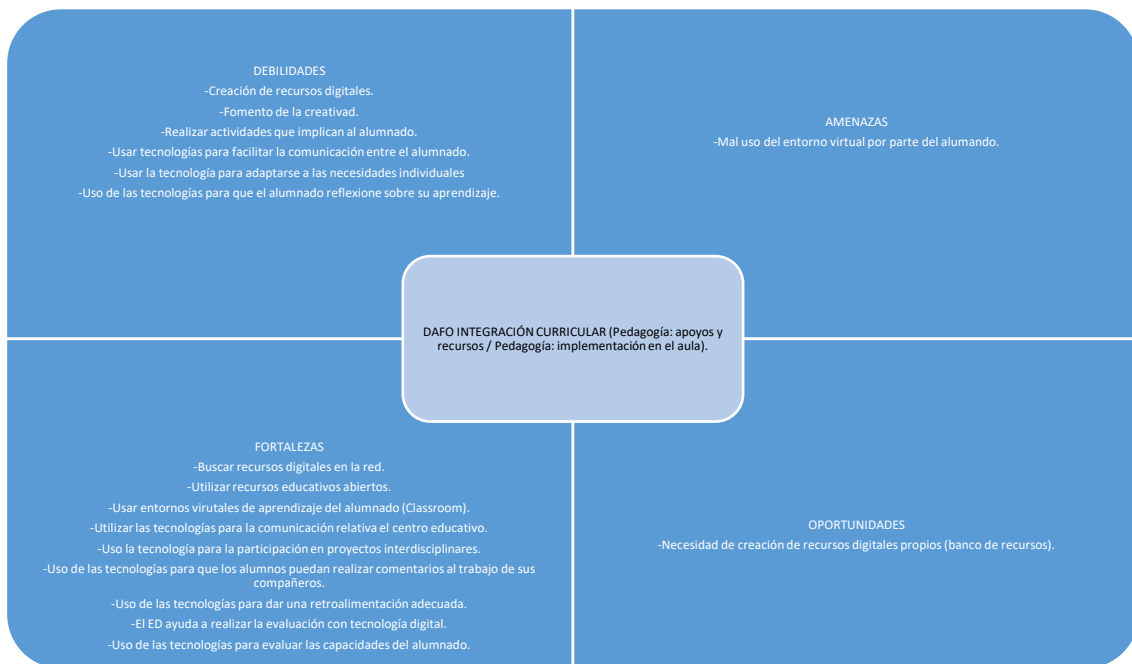 DEBILIDADES
-Creación de recursos digitales.
-Fomento de la creativad.
-Realizar actividades que implican al alumnado.
-Usar tecnologías para facilitar la comunicación entre el alumnado.
-Usar la tecnología para adaptarse a las necesidades individuales
-Uso de las tecnologías para que el alumnado reflexione sobre su aprendizaje.
AMENAZAS
-Mal uso del entorno virtual por parte del alumando.
DAFO INTEGRACIÓN CURRICULAR (Pedagogía: apoyos y
recursos / Pedagogía: implementación en el aula).
FORTALEZAS
-Buscar recursos digitales en la red.
-Utilizar recursos educativos abiertos.
-Usar entornos virutales de aprendizaje del alumnado (Classroom).
-Utilizar las tecnologías para la comunicación relativa el centro educativo.
-Uso la tecnología para la participación en proyectos interdisciplinares.
-Uso de las tecnologías para que los alumnos puedan realizar comentarios al trabajo de sus
compañeros.
-Uso de las tecnologías para dar una retroalimentación adecuada.
-El ED ayuda a realizar la evaluación con tecnología digital.
-Uso de las tecnologías para evaluar las capacidades del alumnado.
OPORTUNIDADES
-Necesidad de creación de recursos digitales propios (banco de recursos).